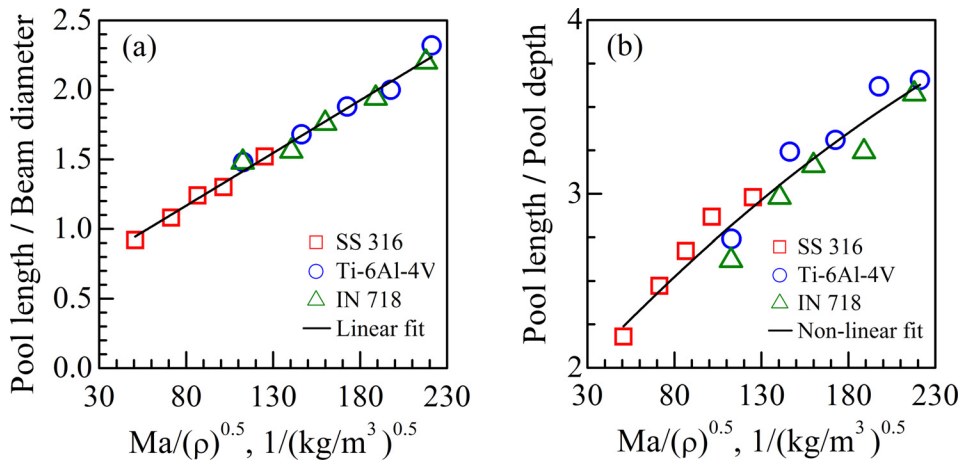 (a)
Pool length / Beam diameter
2.5
2.0
1.5
1.0
0.5
0.0
SS 316
Ti-6Al-4V
IN 718
Linear fit
30 80 130 180 230
Ma/(ρ)^0.5, 1/(kg/m^3)^0.5
(b)
Pool length / Pool depth
4
3
2
SS 316
Ti-6Al-4V
IN 718
Non-linear fit
30 80 130 180 230
Ma/(ρ)^0.5, 1/(kg/m^3)^0.5